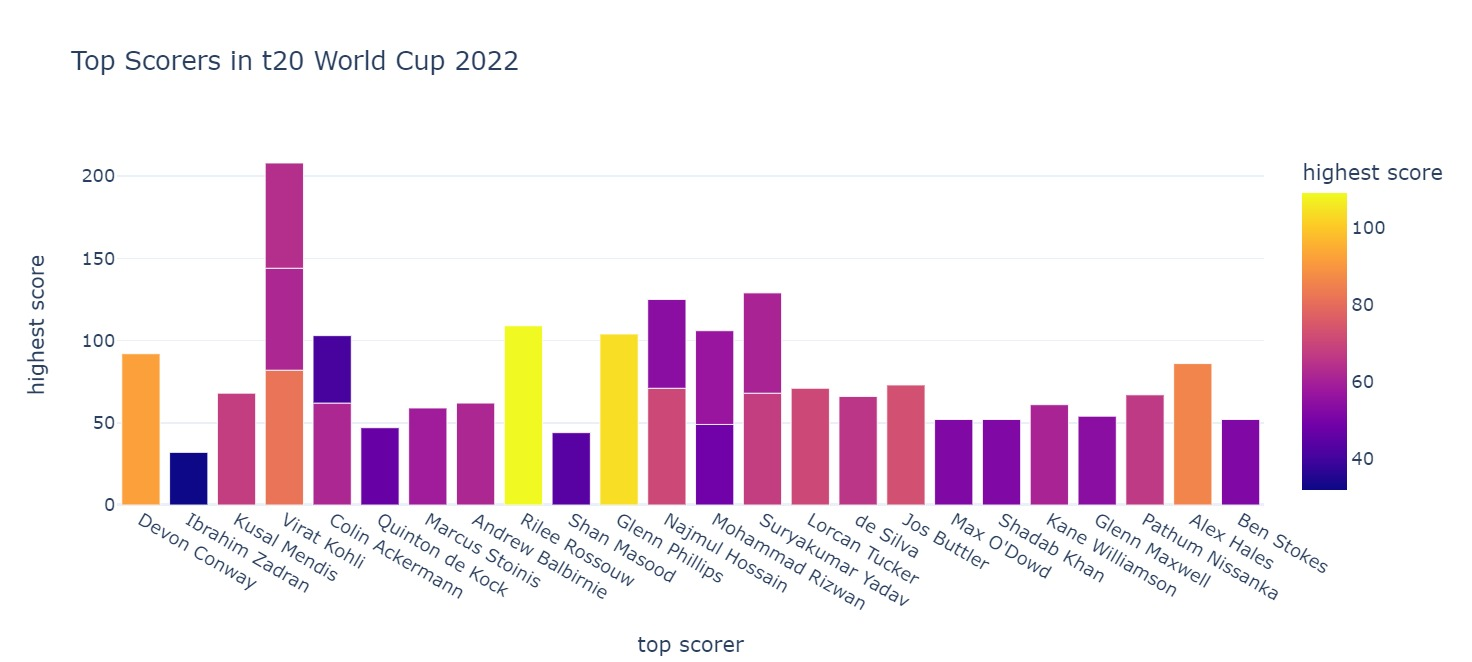 Top Scorers in t20 World Cup 2022
highest score
200
150
100
50
0
Devon Conway
Ibrahim Zadran
Kusal Mendis
Virat Kohli
Colin Ackermann
Quinton de Kock
Marcus Stoinis
Andrew Balbirnie
Rilee Rossouw
Shan Masood
Glenn Phillips
Najmul Hossain
Mohammad Rizwan
Suryakumar Yadav
Lorcan Tucker
de Silva
Jos Buttler
Max O'Dowd
Shadab Khan
Kane Williamson
Glenn Maxwell
Pathum Nissanka
Alex Hales
Ben Stokes
top scorer
highest score
100
80
60
40